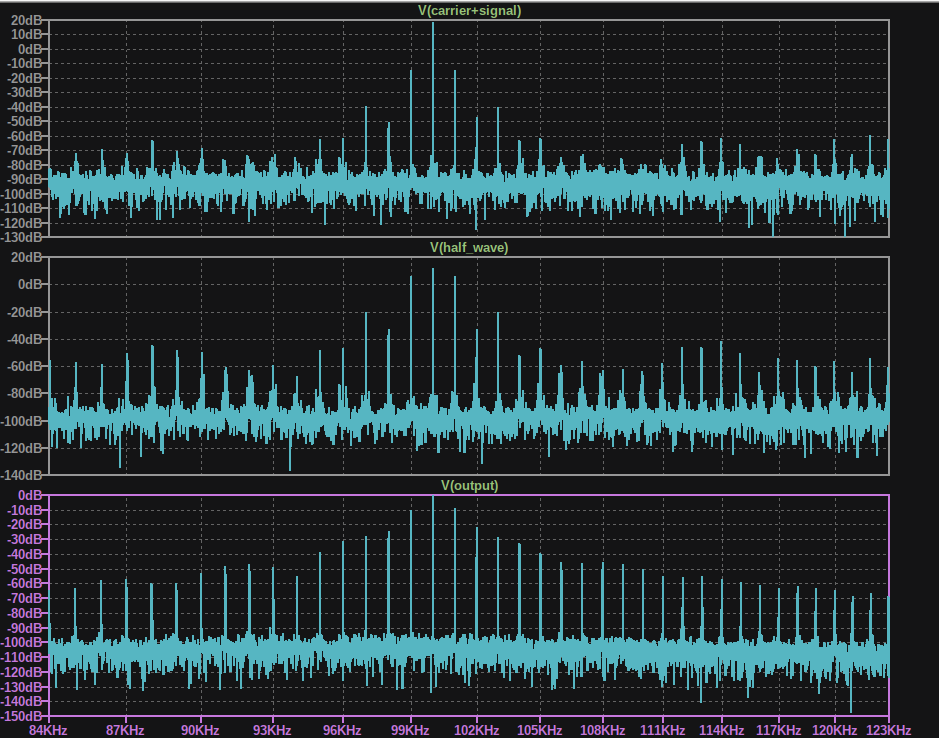 V(carrier+signal)
20dB
10dB
0dB
-10dB
-20dB
-30dB
-40dB
-50dB
-60dB
-70dB
-80dB
-90dB
-100dB
-110dB
-120dB
-130dB
V(half_wave)
20dB
0dB
-20dB
-40dB
-60dB
-80dB
-100dB
-120dB
-140dB
V(output)
0dB
-10dB
-20dB
-30dB
-40dB
-50dB
-60dB
-70dB
-80dB
-90dB
-100dB
-110dB
-120dB
-130dB
-140dB
-150dB
84KHz 87KHz 90KHz 93KHz 96KHz 99KHz 102KHz 105KHz 108KHz 111KHz 114KHz 117KHz 120KHz 123KHz